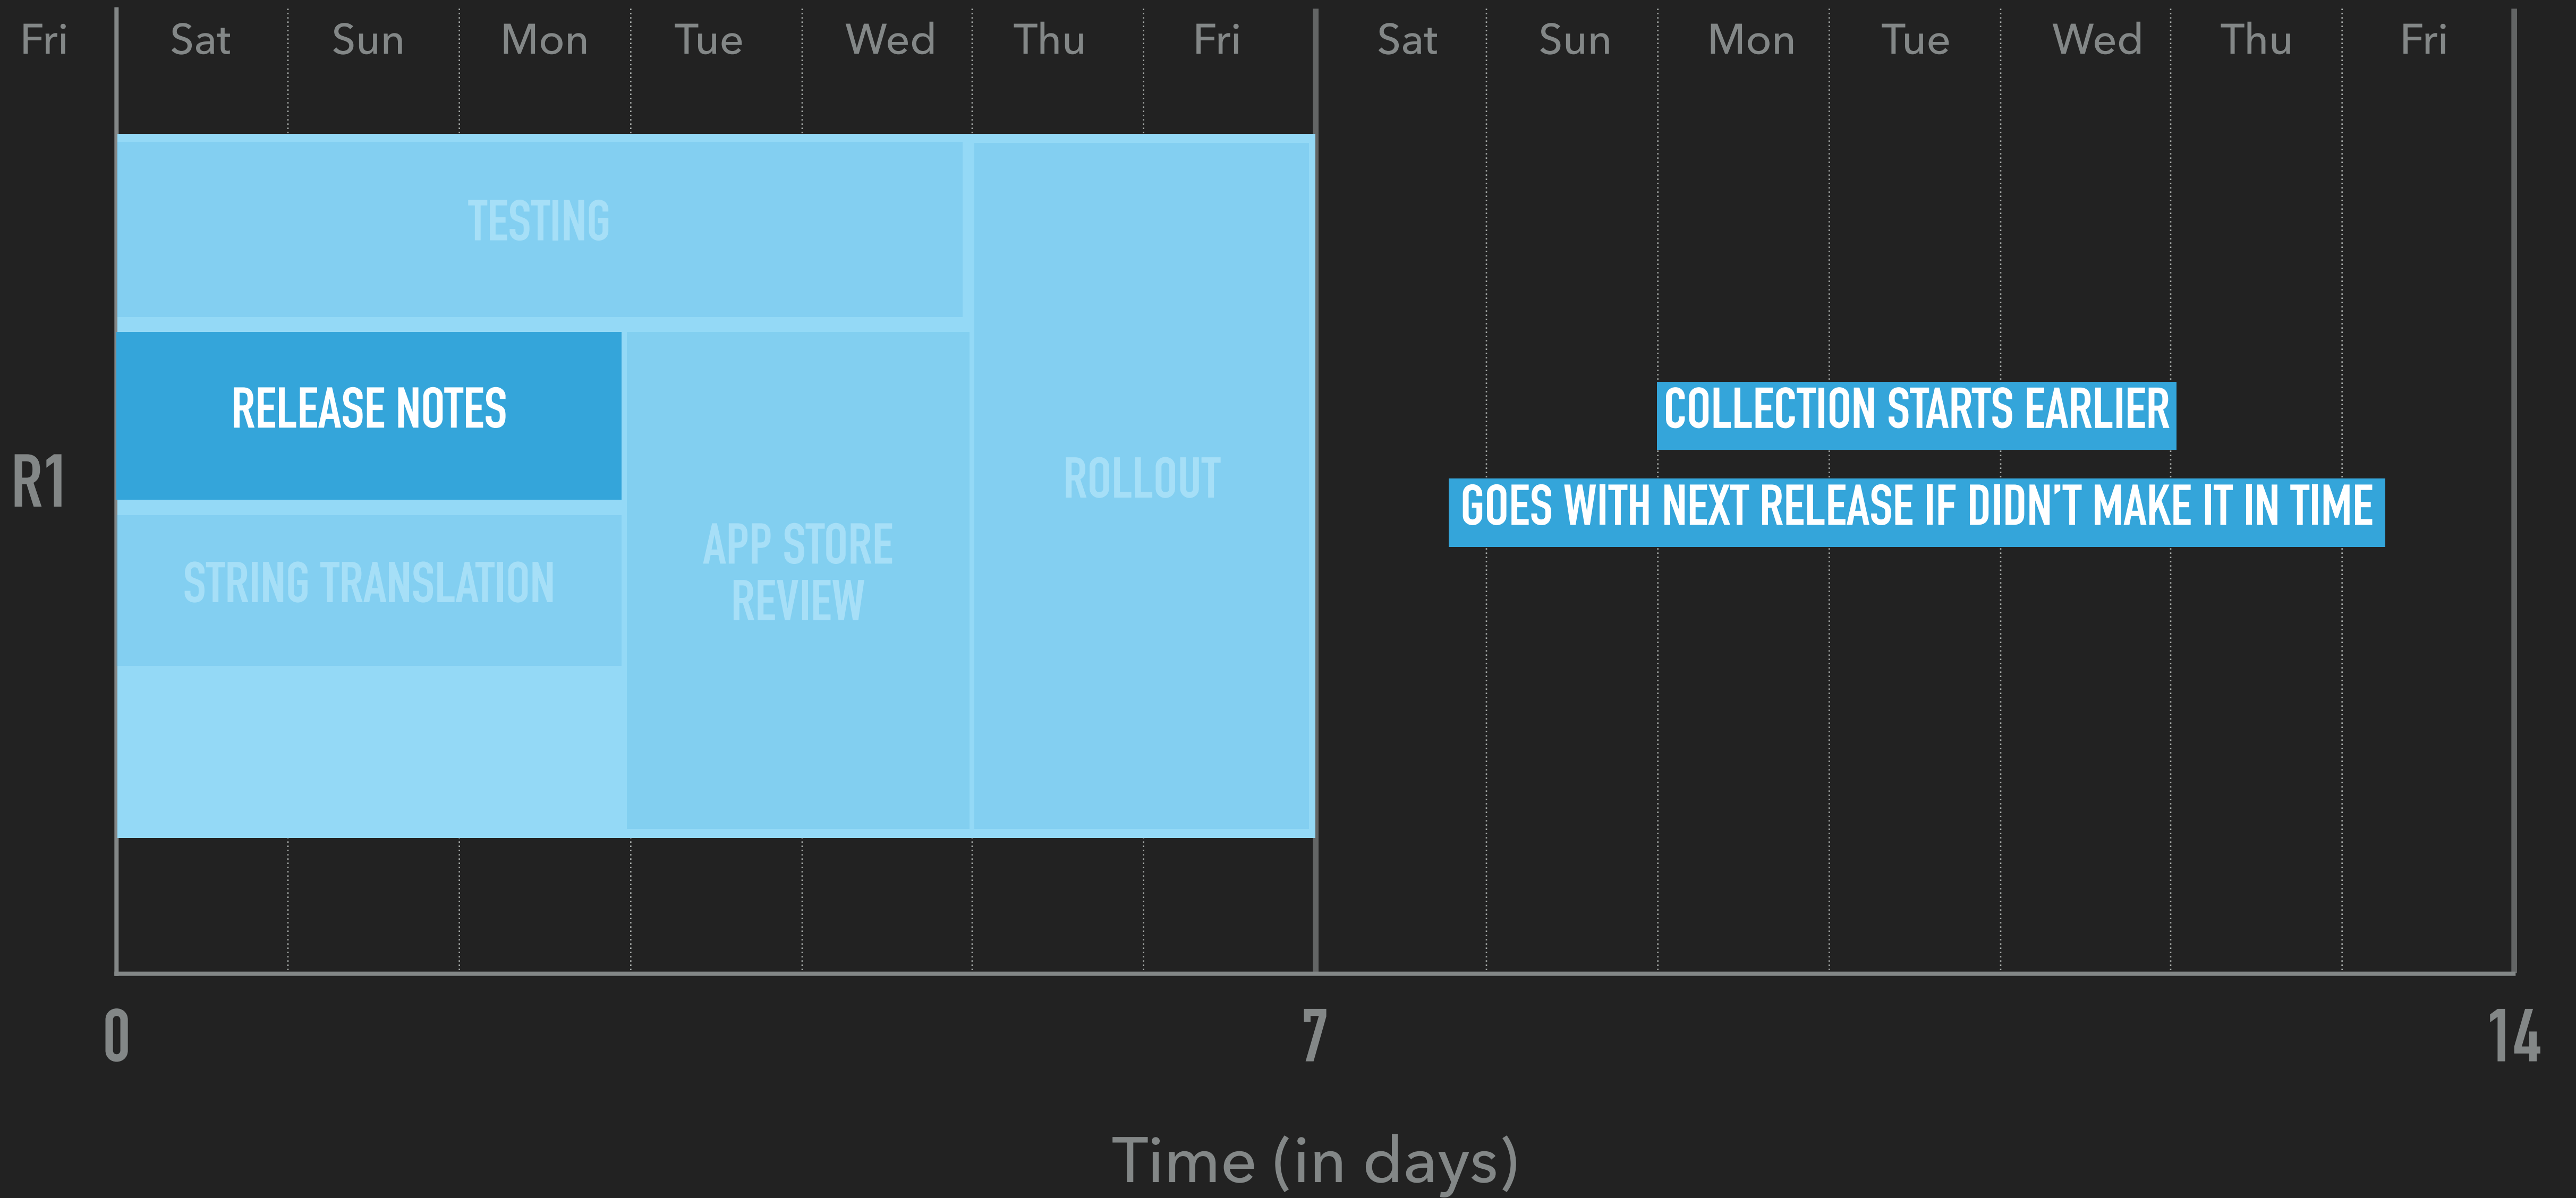 Fri Sat Sun Mon Tue Wed Thu Fri Sat Sun Mon Tue Wed Thu Fri
TESTING
RELEASE NOTES
COLLECTION STARTS EARLIER
R1
ROLLOUT
GOES WITH NEXT RELEASE IF DIDN’T MAKE IT IN TIME
STRING TRANSLATION
APP STORE
REVIEW
0 7 14
Time (in days)